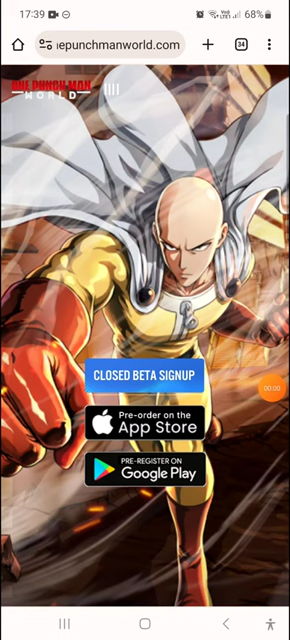 17:39 68%
ıepunchmanworld.com 34
ONE PUNCH MAN
WORLD
CLOSED BETA SIGNUP
00:00
Pre-order on the
App Store
PRE-REGISTER ON
Google Play